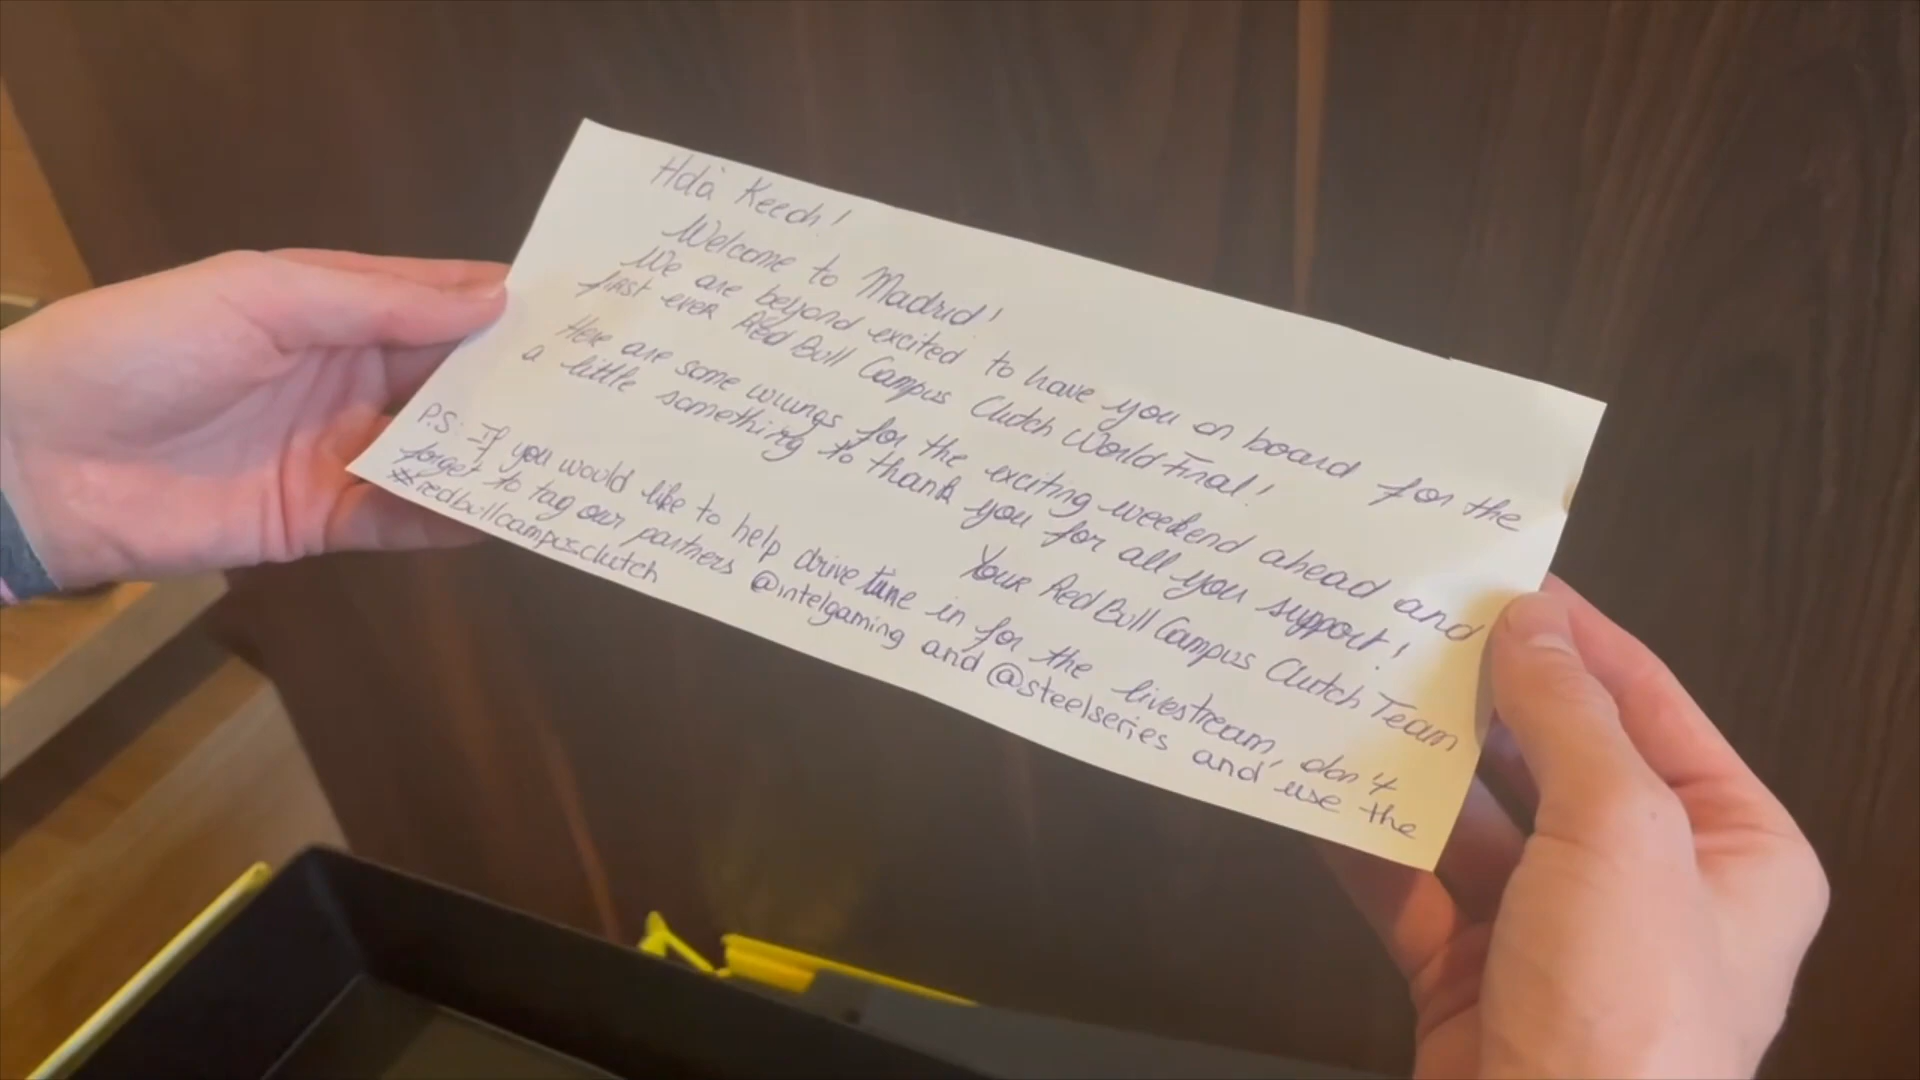 Holà Keeoh!
Welcome to Madrid!
We are beyond excited to have you on board for the
first ever Red Bull Campus Clutch World Final!
Here are some wiings for the exciting weekend ahead and
a little something to thank you for all you support!
Your Red Bull Campus Clutch Team
P.S: If you would like to help drive tune in for the livestream, don't
forget to tag our partners @intelgaming and @steelseries and use the
#redbullcampusclutch